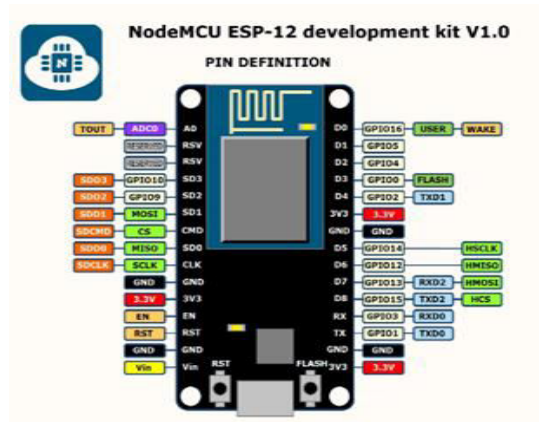 NodeMCU ESP-12 development kit V1.0
PIN DEFINITION
N
TOUT ADC0 A0 D0 GPIO16 USER WAKE
RESERVED RSV D1 GPIO5
RESERVED RSV D2 GPIO4
SDD3 GPIO10 SD3 D3 GPIO0 FLASH
SDD2 GPIO9 SD2 D4 GPIO2 TXD1
SDD1 MOSI SD1 3V3 3.3V
SDCMD CS CMD GND GND
SDD0 MISO SD0 D5 GPIO14 HSCLK
SDCLK SCLK CLK D6 GPIO12 HMISO
GND GND D7 GPIO13 RXD2 HMOSI
3.3V 3V3 D8 GPIO15 TXD2 HCS
EN EN RX GPIO3 RXD0
RST RST TX GPIO1 TXD0
GND GND GND GND
Vin Vin RST FLASH 3V3 3.3V